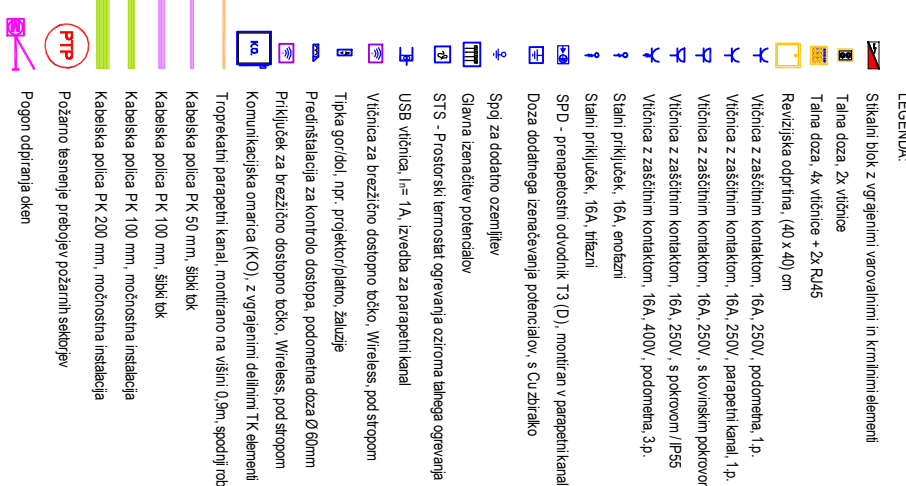 LEGENDA:
Stikalni blok z vgrajenimi varovalnimi in krmilnimi elementi
Talna doza, 2x vtičnice
Talna doza, 4x vtičnice + 2x RJ45
Revizijska odprtina, (40 x 40) cm
Vtičnica z zaščitnim kontaktom, 16A, 250V, podometna, 1.p.
Vtičnica z zaščitnim kontaktom, 16A, 250V, parapetni kanal, 1.p.
Vtičnica z zaščitnim kontaktom, 16A, 250V, s kovinskim pokrovor
Vtičnica z zaščitnim kontaktom, 16A, 250V, s pokrovom / IP55
Vtičnica z zaščitnim kontaktom, 16A, 400V, podometna, 3.p.
Stalni priključek, 16A, enofazni
Stalni priključek, 16A, trifazni
SPD - prenapetostni odvodnik T3 (D), montiran v parapetni kanal
Doza dodatnega izenačevanja potencialov, s Cu zbiralko
Spoj za dodatno ozemljitev
Glavna izenačitev potencialov
STS - Prostorski termostat ogrevanja oziroma talnega ogrevanja
USB vtičnica, In= 1A, izvedba za parapetni kanal
Vtičnica za brezžično dostopno točko, Wireless, pod stropom
Tipka gor/dol, npr. projektor/platno, žaluzije
Predinštalacija za kontrolo dostopa, podometna doza Ø 60mm
Priključek za brezžično dostopno točko, Wireless, pod stropom
K.O. Komunikacijska omarica (KO), z vgrajenimi delilnimi TK elementi
Troprekatni parapetni kanal, montirano na višini 0,9m, spodnji rob
Kabelska polica PK 50 mm, šibki tok
Kabelska polica PK 100 mm, šibki tok
Kabelska polica PK 100 mm, močnostna instalacija
Kabelska polica PK 200 mm, močnostna instalacija
PTP Požarno tesnenje prebojev požarnih sektorjev
M Pogon odpiranja oken